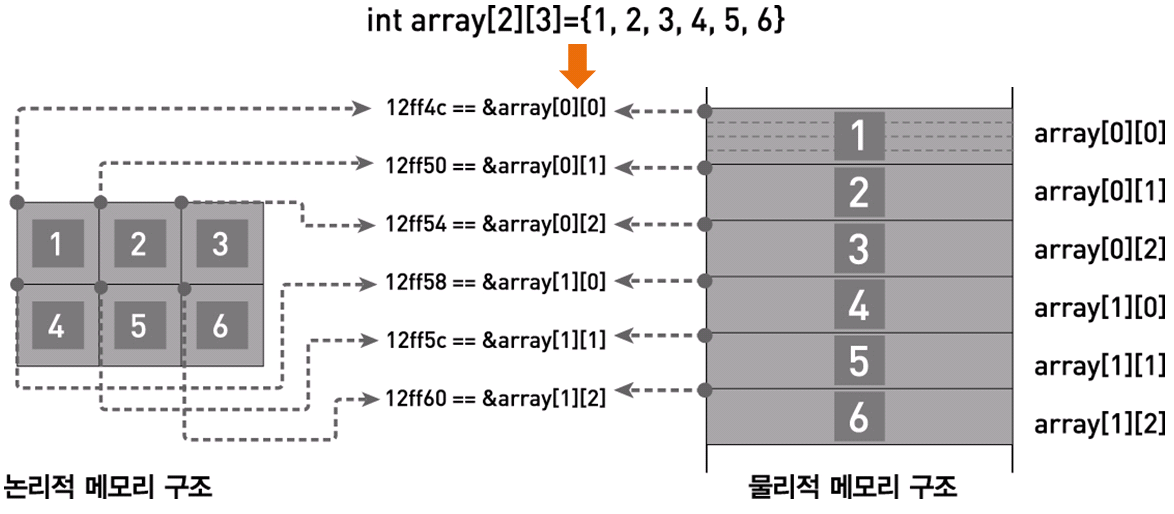 int array[2][3]={1, 2, 3, 4, 5, 6}
12ff4c == &array[0][0]
12ff50 == &array[0][1]
12ff54 == &array[0][2]
12ff58 == &array[1][0]
12ff5c == &array[1][1]
12ff60 == &array[1][2]
1 2 3
4 5 6
논리적 메모리 구조
1 array[0][0]
2 array[0][1]
3 array[0][2]
4 array[1][0]
5 array[1][1]
6 array[1][2]
물리적 메모리 구조